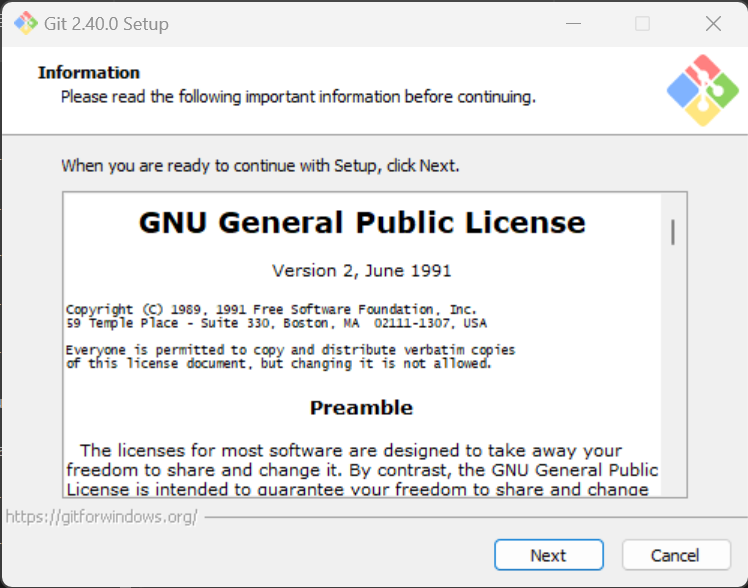 Git 2.40.0 Setup
Information
Please read the following important information before continuing.
When you are ready to continue with Setup, click Next.
GNU General Public License
Version 2, June 1991
Copyright (C) 1989, 1991 Free Software Foundation, Inc.
59 Temple Place - Suite 330, Boston, MA  02111-1307, USA
Everyone is permitted to copy and distribute verbatim copies
of this license document, but changing it is not allowed.
Preamble
The licenses for most software are designed to take away your
freedom to share and change it. By contrast, the GNU General Public
License is intended to guarantee your freedom to share and change
https://gitforwindows.org/
Next
Cancel